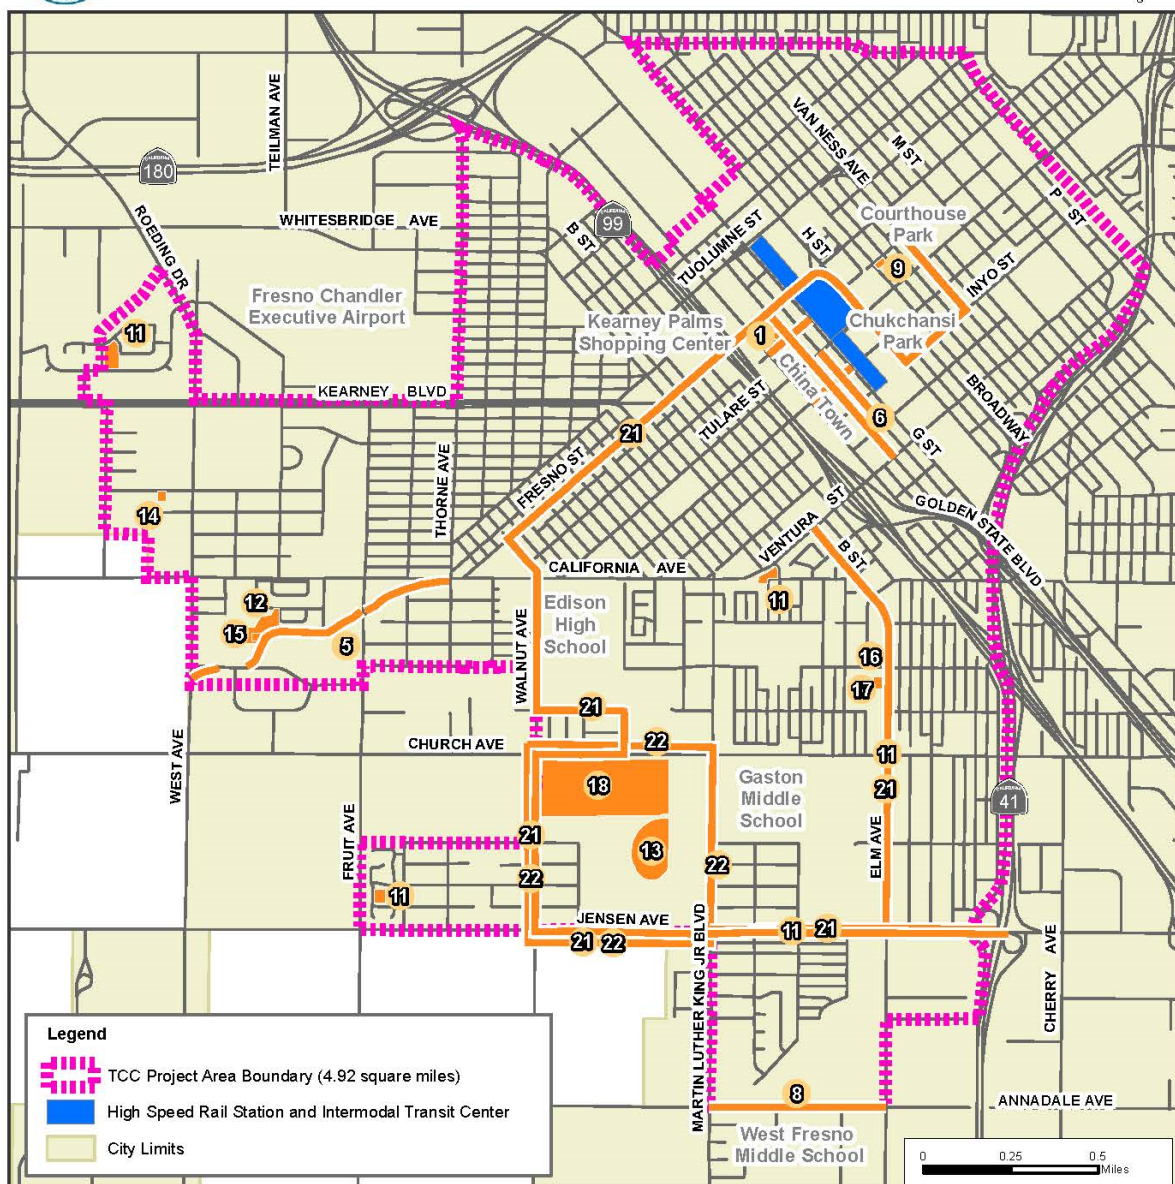 TEILMAN AVE
CALIFORNIA
180
ROEDING DR
WHITESBRIDGE AVE
B ST
99
VAN NESS AVE
M ST
P ST
Courthouse
Park
TUOLUMNE ST
H ST
9
INYO ST
Fresno Chandler
Executive Airport
11
Kearney Palms
Shopping Center
1
Chukchansi
Park
KEARNEY BLVD
China Town
6
BROADWAY
TULARE ST
21
G ST
FRESNO ST
THORNE AVE
14
VENTURA ST
GOLDEN STATE BLVD
CALIFORNIA AVE
B ST.
11
12
15
5
Edison
High
School
WALNUT AVE
16
17
21
CHURCH AVE
22
11
WEST AVE
18
Gaston
Middle
School
21
CALIFORNIA
41
21
13
ELM AVE
FRUIT AVE
22
22
11
JENSEN AVE
11
21
21
22
MARTIN LUTHER KING JR BLVD
CHERRY AVE
8
ANNADALE AVE
West Fresno
Middle School
Legend
TCC Project Area Boundary (4.92 square miles)
High Speed Rail Station and Intermodal Transit Center
City Limits
0 0.25 0.5
Miles